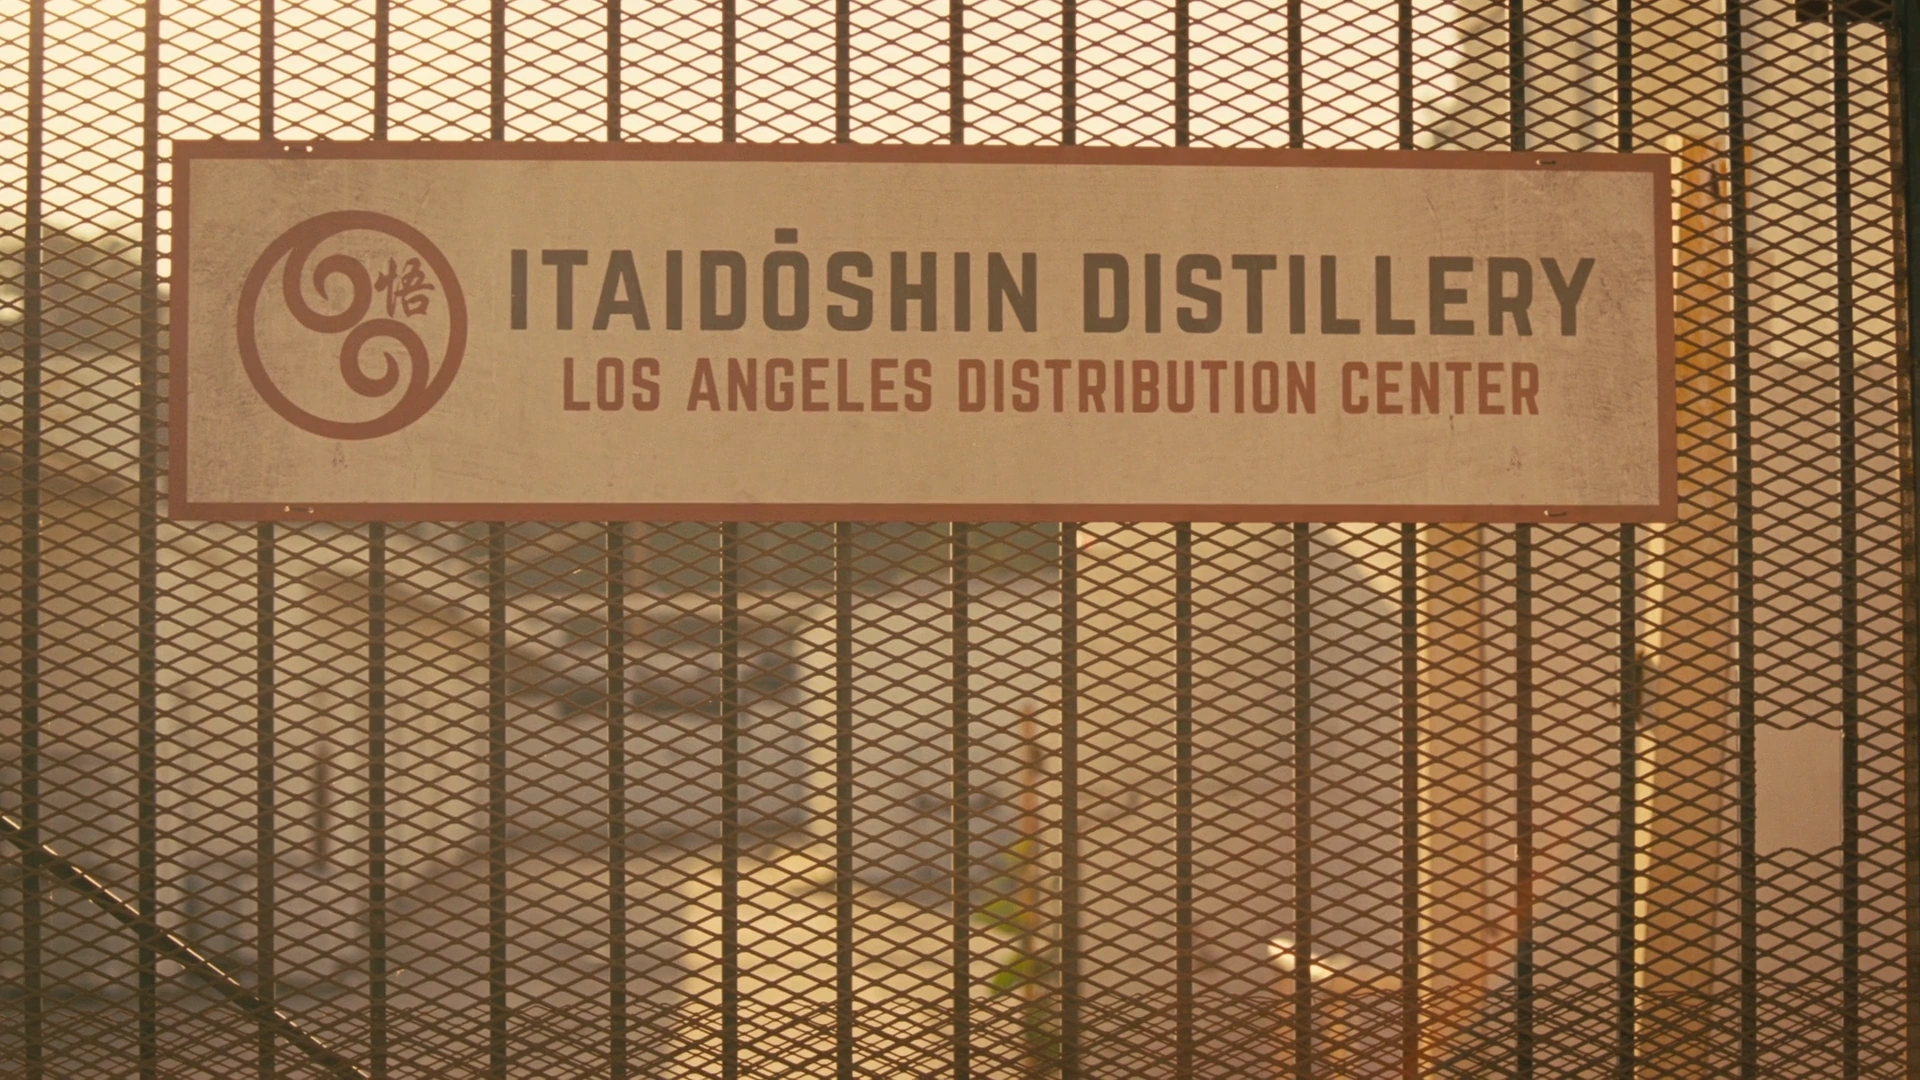 悟
ITAIDŌSHIN DISTILLERY
LOS ANGELES DISTRIBUTION CENTER